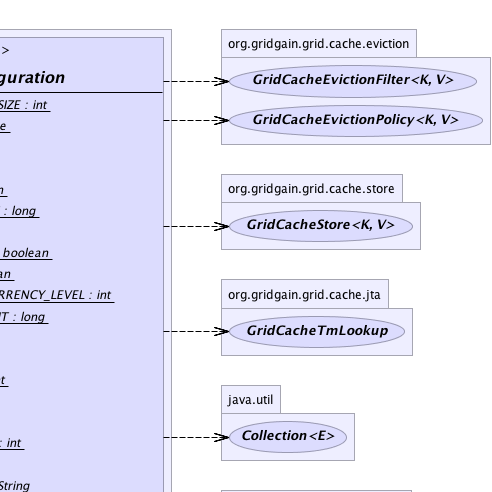 >
guration
SIZE : int
e
n
: long
boolean
an
RRENCY_LEVEL : int
T : long
t
: int
String
org.gridgain.grid.cache.eviction
GridCacheEvictionFilter<K, V>
GridCacheEvictionPolicy<K, V>
org.gridgain.grid.cache.store
GridCacheStore<K, V>
org.gridgain.grid.cache.jta
GridCacheTmLookup
java.util
Collection<E>